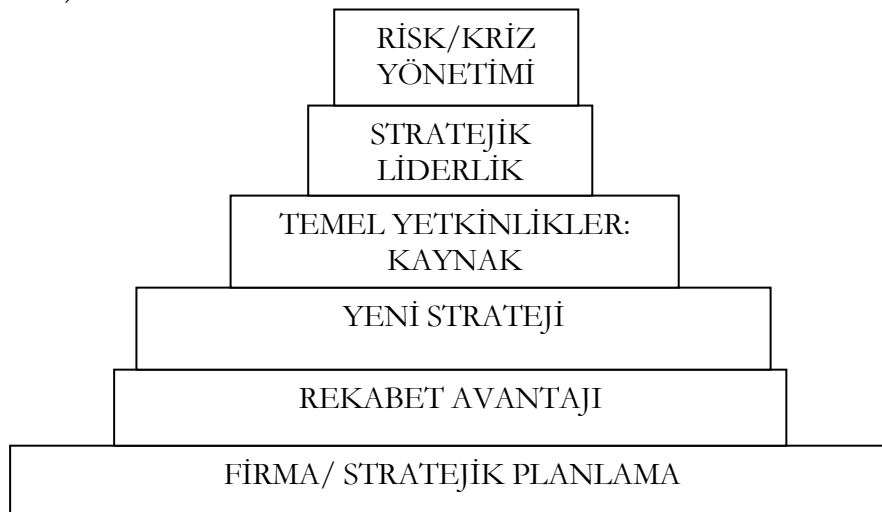 RİSK/KRİZ
YÖNETİMİ
STRATEJİK
LİDERLİK
TEMEL YETKİNLİKLER:
KAYNAK
YENİ STRATEJİ
REKABET AVANTAJI
FİRMA/ STRATEJİK PLANLAMA